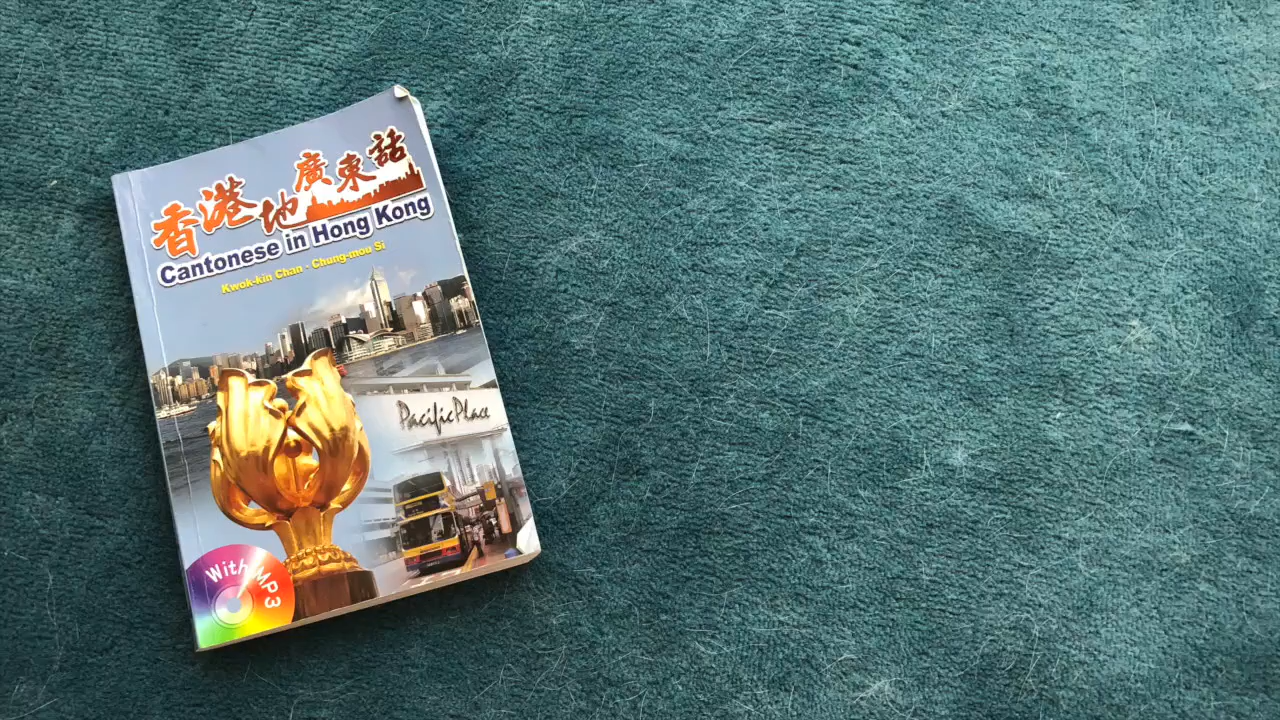 香港地廣東話
Cantonese in Hong Kong
Kwok-kin Chan · Chung-mou Si
Pacific Place
With MP3